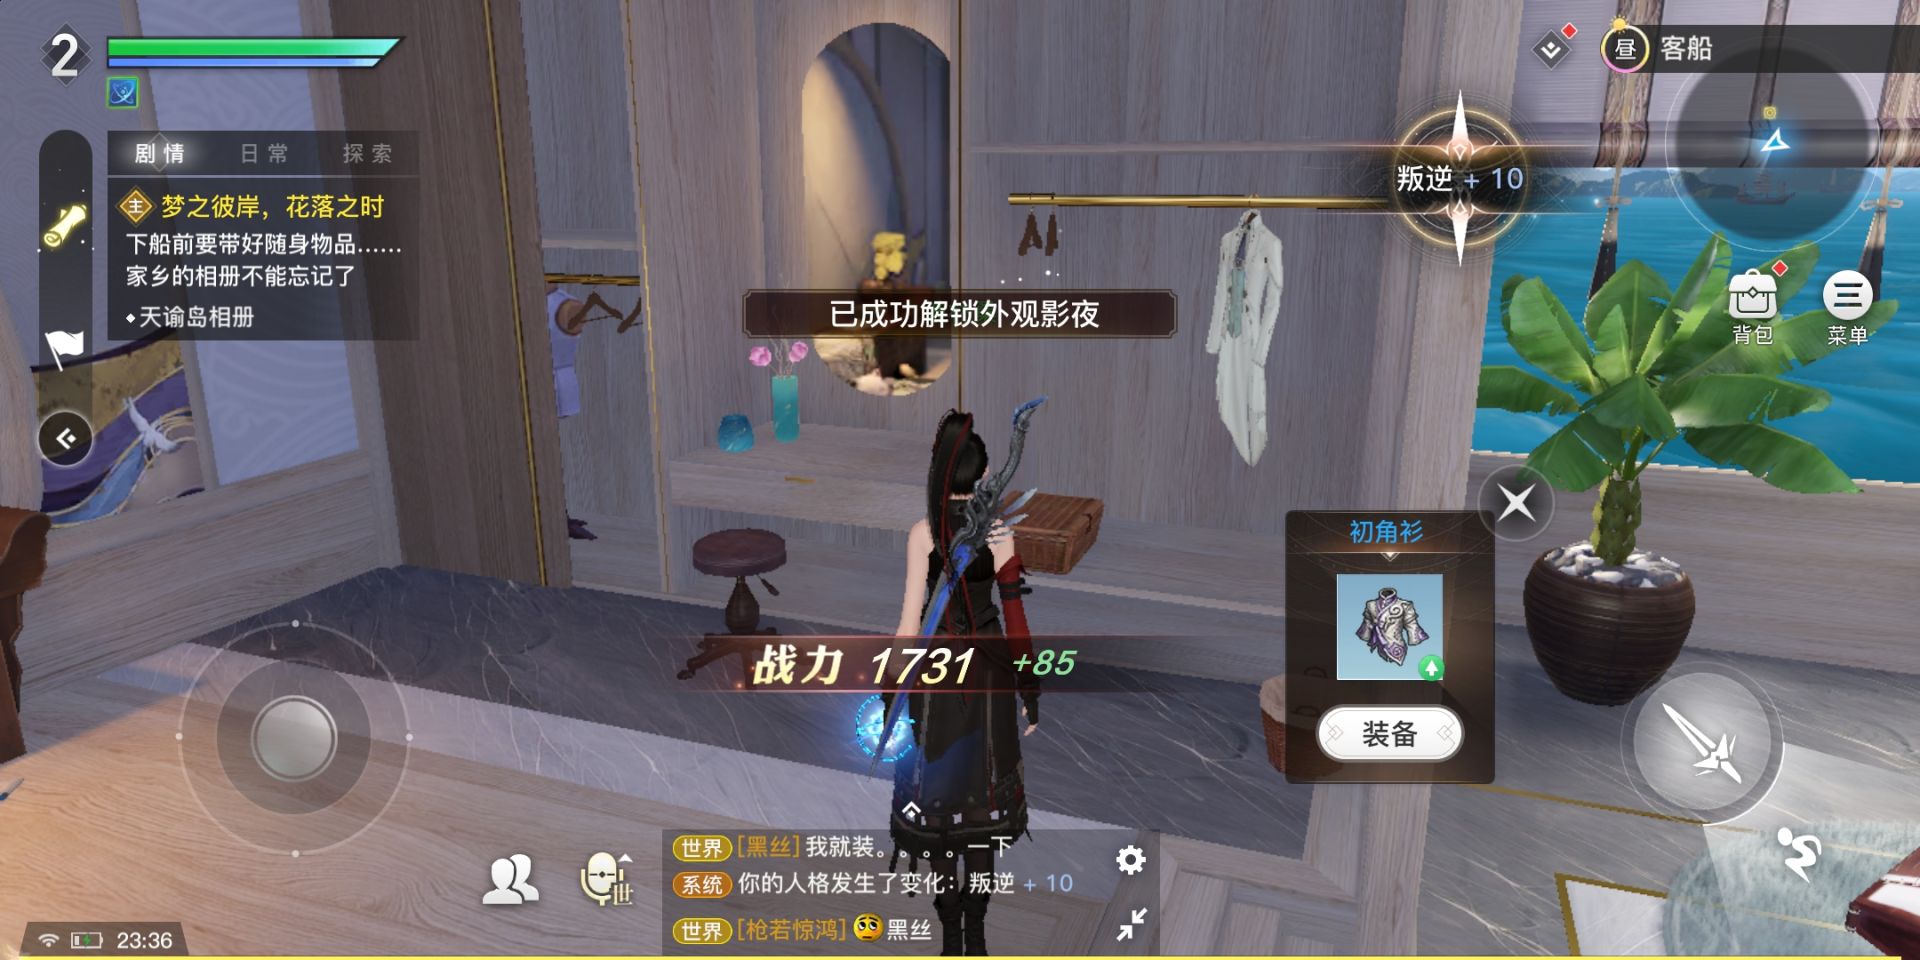 2
昼 客船
剧情 日常 探索
主 梦之彼岸，花落之时
下船前要带好随身物品……
家乡的相册不能忘记了
天谕岛相册
叛逆 + 10
已成功解锁外观影夜
背包
菜单
初角衫
装备
战力 1731 +85
世界 [黑丝]我就装。。。。一下
系统 你的人格发生了变化：叛逆 + 10
世界 [枪若惊鸿]黑丝
世
23:36